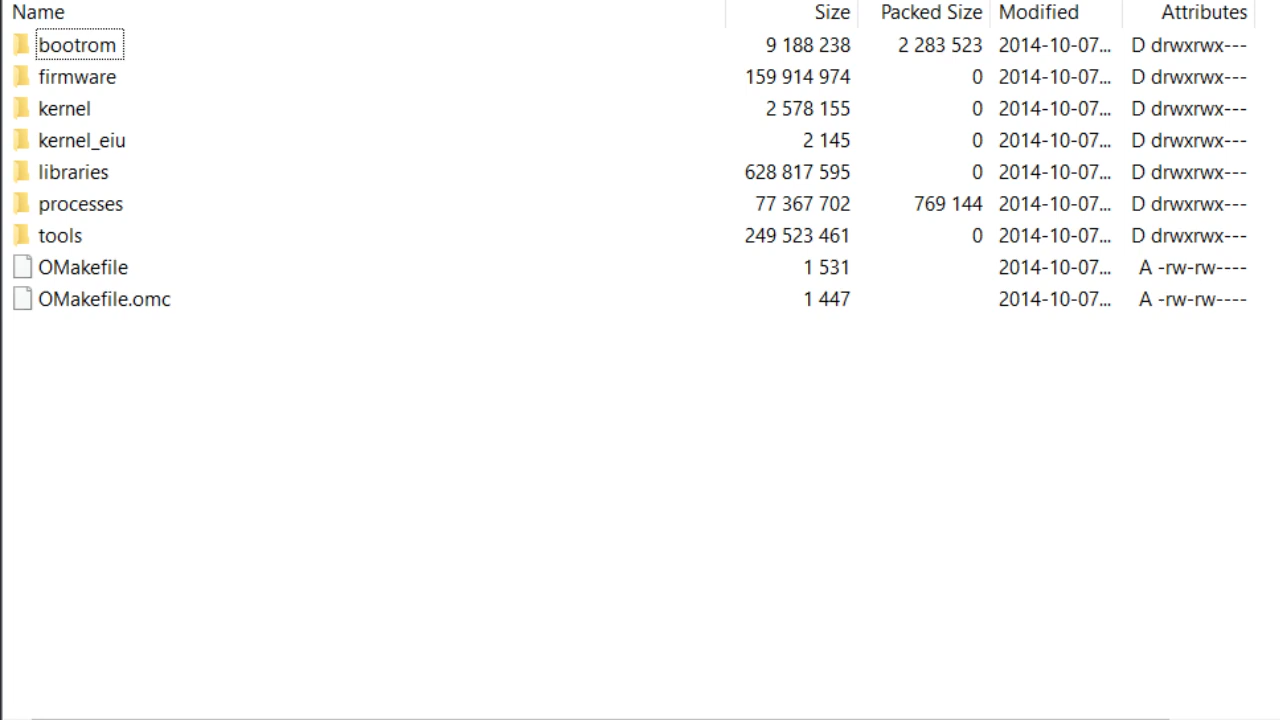 Name Size Packed Size Modified Attributes
bootrom 9 188 238 2 283 523 2014-10-07... D drwxrwx---
firmware 159 914 974 0 2014-10-07... D drwxrwx---
kernel 2 578 155 0 2014-10-07... D drwxrwx---
kernel_eiu 2 145 0 2014-10-07... D drwxrwx---
libraries 628 817 595 0 2014-10-07... D drwxrwx---
processes 77 367 702 769 144 2014-10-07... D drwxrwx---
tools 249 523 461 0 2014-10-07... D drwxrwx---
OMakefile 1 531 2014-10-07... A -rw-rw----
OMakefile.omc 1 447 2014-10-07... A -rw-rw----